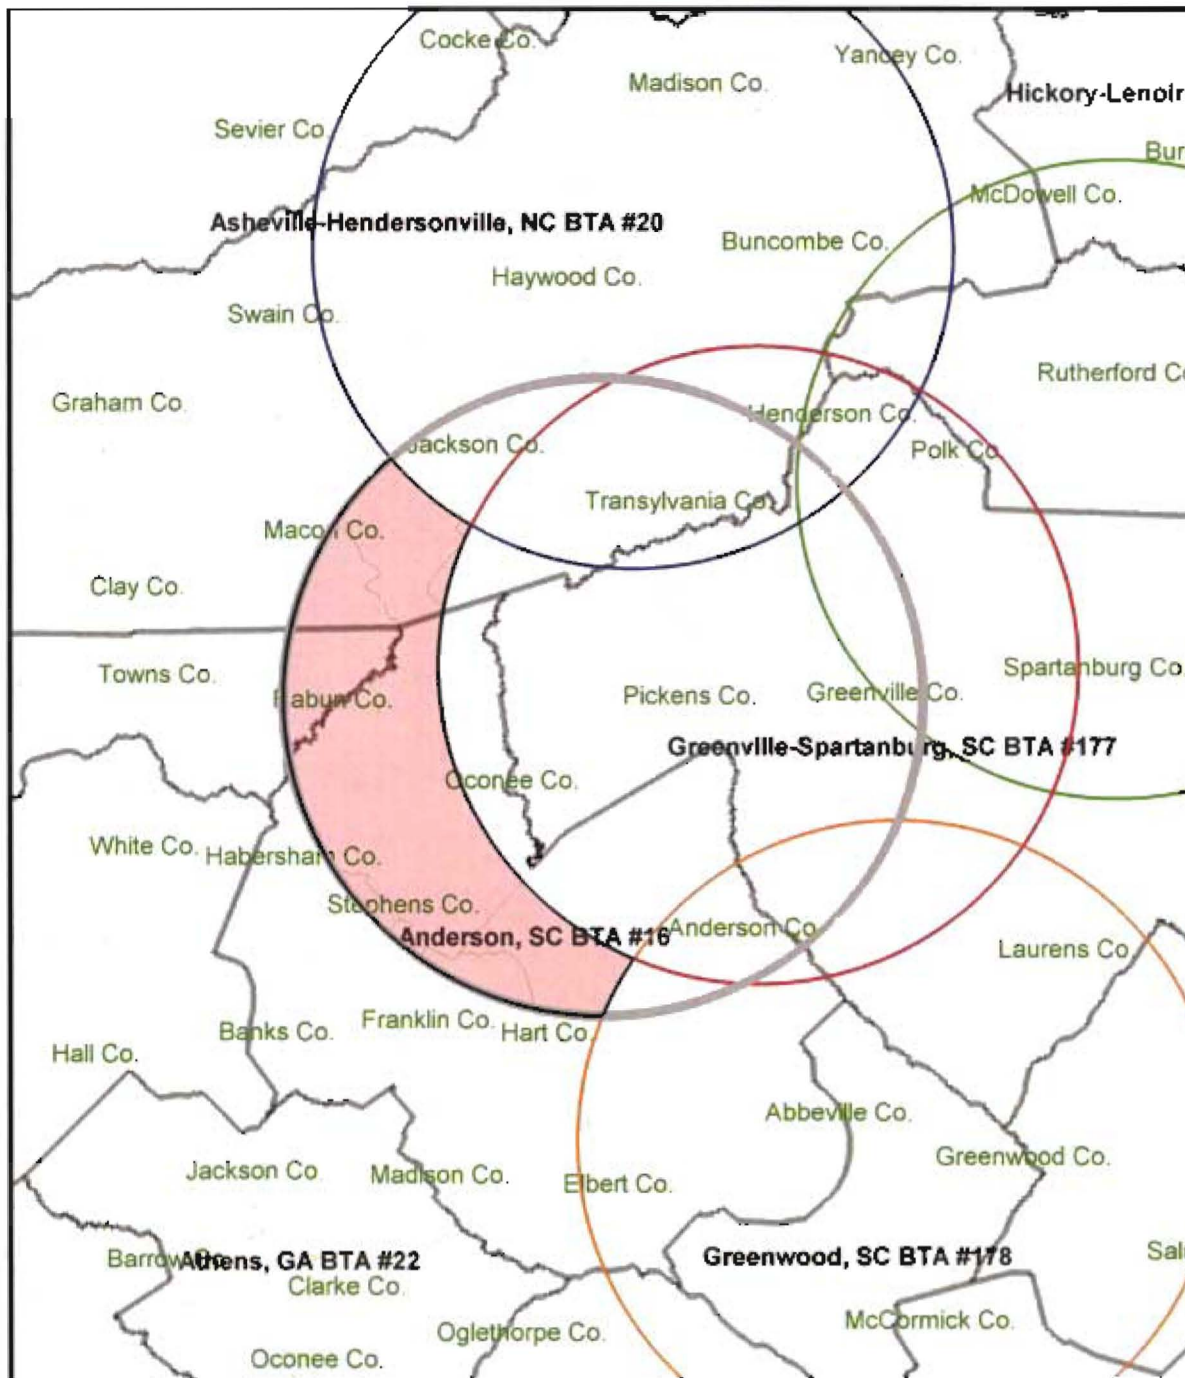 Cocke Co.
Yancey Co.
Madison Co.
Hickory-Lenoir
Sevier Co.
Bur
McDowell Co.
Asheville-Hendersonville, NC BTA #20
Buncombe Co.
Haywood Co.
Swain Co.
Rutherford Co
Graham Co.
Henderson Co.
Jackson Co.
Polk Co
Transylvania Co.
Macon Co.
Clay Co.
Towns Co.
Spartanburg Co.
Rabun Co.
Pickens Co.
Greenville Co.
Greenville-Spartanburg, SC BTA #177
Oconee Co.
White Co.
Habersham Co.
Stephens Co.
Anderson, SC BTA #16
Anderson Co.
Laurens Co.
Franklin Co.
Hart Co.
Banks Co.
Hall Co.
Abbeville Co.
Greenwood Co.
Jackson Co
Madison Co.
Elbert Co.
Barrow Co.
Athens, GA BTA #22
Greenwood, SC BTA #178
Sal
Clarke Co.
McCormick Co.
Oglethorpe Co.
Oconee Co.